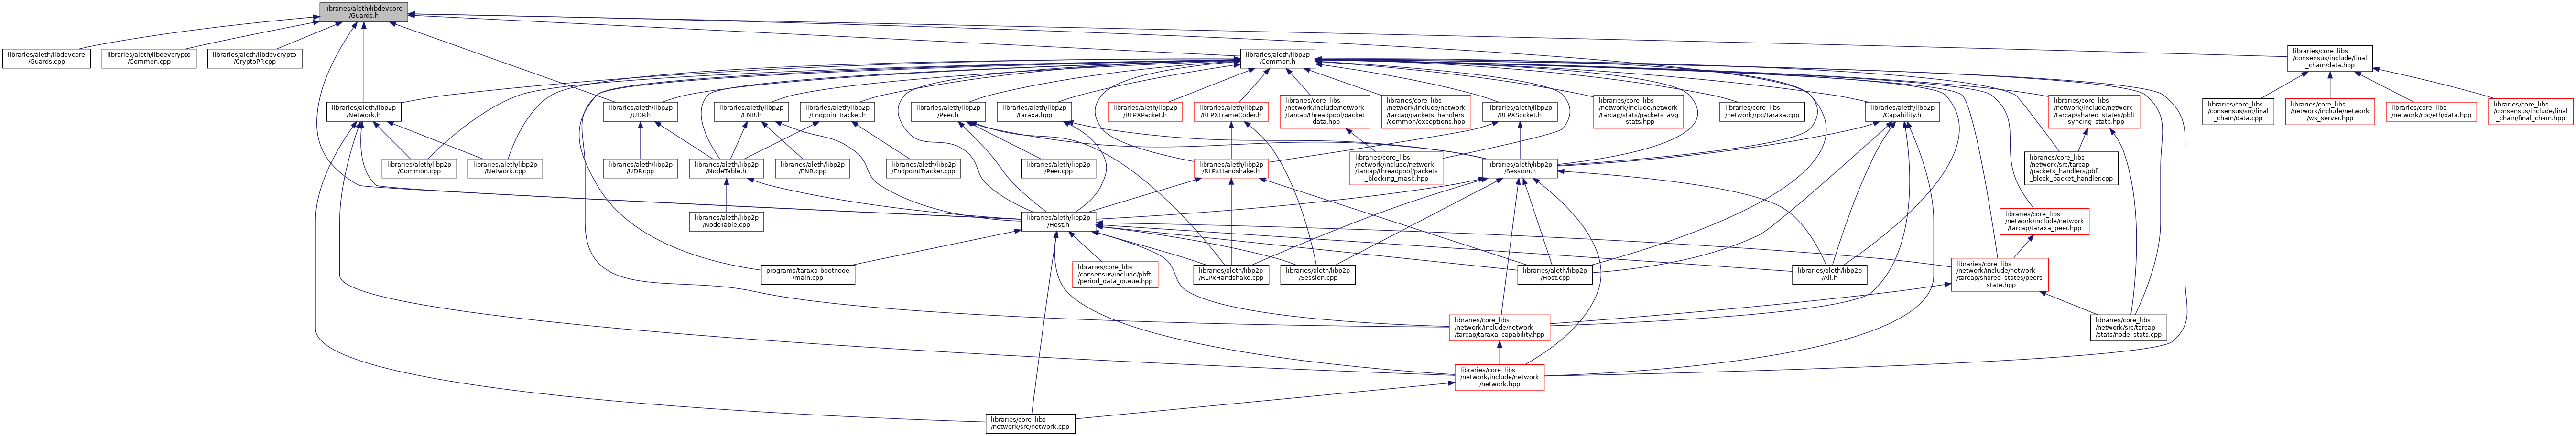 libraries/aleth/libdevcore
/Guards.h
libraries/aleth/libdevcore
/Guards.cpp
libraries/aleth/libdevcrypto
/Common.cpp
libraries/aleth/libdevcrypto
/CryptoPP.cpp
libraries/aleth/libp2p
/Common.h
libraries/core_libs
/consensus/include/final
_chain/data.hpp
libraries/aleth/libp2p
/Network.h
libraries/aleth/libp2p
/UDP.h
libraries/aleth/libp2p
/ENR.h
libraries/aleth/libp2p
/EndpointTracker.h
libraries/aleth/libp2p
/Peer.h
libraries/aleth/libp2p
/taraxa.hpp
libraries/aleth/libp2p
/RLPXPacket.h
libraries/aleth/libp2p
/RLPXFrameCoder.h
libraries/core_libs
/network/include/network
/tarcap/threadpool/packet
_data.hpp
libraries/core_libs
/network/include/network
/tarcap/packets_handlers
/common/exceptions.hpp
libraries/aleth/libp2p
/RLPXSocket.h
libraries/core_libs
/network/include/network
/tarcap/stats/packets_avg
_stats.hpp
libraries/core_libs
/network/rpc/Taraxa.cpp
libraries/aleth/libp2p
/Capability.h
libraries/core_libs
/network/include/network
/tarcap/shared_states/pbft
_syncing_state.hpp
libraries/core_libs
/consensus/src/final
_chain/data.cpp
libraries/core_libs
/network/include/network
/ws_server.hpp
libraries/core_libs
/network/rpc/eth/data.hpp
libraries/core_libs
/consensus/include/final
_chain/final_chain.hpp
libraries/aleth/libp2p
/Common.cpp
libraries/aleth/libp2p
/Network.cpp
libraries/aleth/libp2p
/UDP.cpp
libraries/aleth/libp2p
/NodeTable.h
libraries/aleth/libp2p
/ENR.cpp
libraries/aleth/libp2p
/EndpointTracker.cpp
libraries/aleth/libp2p
/Peer.cpp
libraries/aleth/libp2p
/RLPxHandshake.h
libraries/core_libs
/network/include/network
/tarcap/threadpool/packets
_blocking_mask.hpp
libraries/aleth/libp2p
/Session.h
libraries/core_libs
/network/src/tarcap
/packets_handlers/pbft
_block_packet_handler.cpp
libraries/aleth/libp2p
/NodeTable.cpp
libraries/aleth/libp2p
/Host.h
libraries/core_libs
/network/include/network
/tarcap/taraxa_peer.hpp
programs/taraxa-bootnode
/main.cpp
libraries/core_libs
/consensus/include/pbft
/period_data_queue.hpp
libraries/aleth/libp2p
/RLPxHandshake.cpp
libraries/aleth/libp2p
/Session.cpp
libraries/aleth/libp2p
/Host.cpp
libraries/aleth/libp2p
/All.h
libraries/core_libs
/network/include/network
/tarcap/shared_states/peers
_state.hpp
libraries/core_libs
/network/include/network
/tarcap/taraxa_capability.hpp
libraries/core_libs
/network/src/tarcap
/stats/node_stats.cpp
libraries/core_libs
/network/include/network
/network.hpp
libraries/core_libs
/network/src/network.cpp